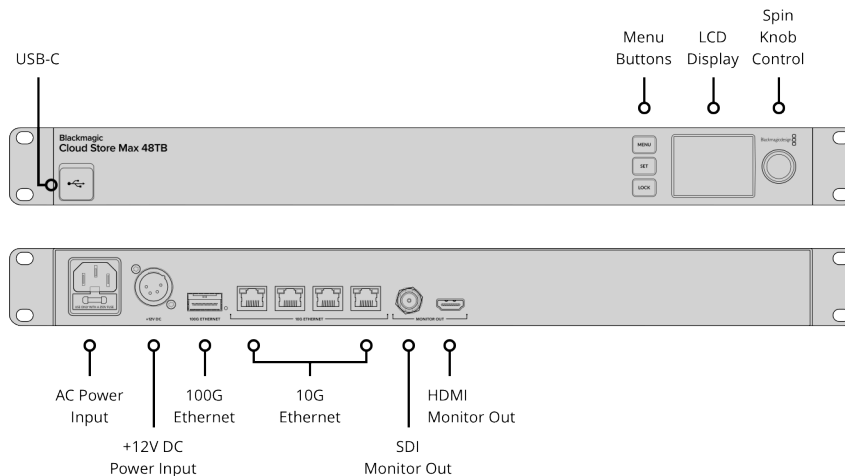 USB-C
Menu
Buttons
LCD
Display
Spin
Knob
Control
Blackmagic
Cloud Store Max 48TB
MENU
SET
LOCK
Blackmagicdesign
+12V DC
100G ETHERNET
10G ETHERNET
MONITOR OUT
AC Power
Input
100G
Ethernet
10G
Ethernet
HDMI
Monitor Out
+12V DC
Power Input
SDI
Monitor Out